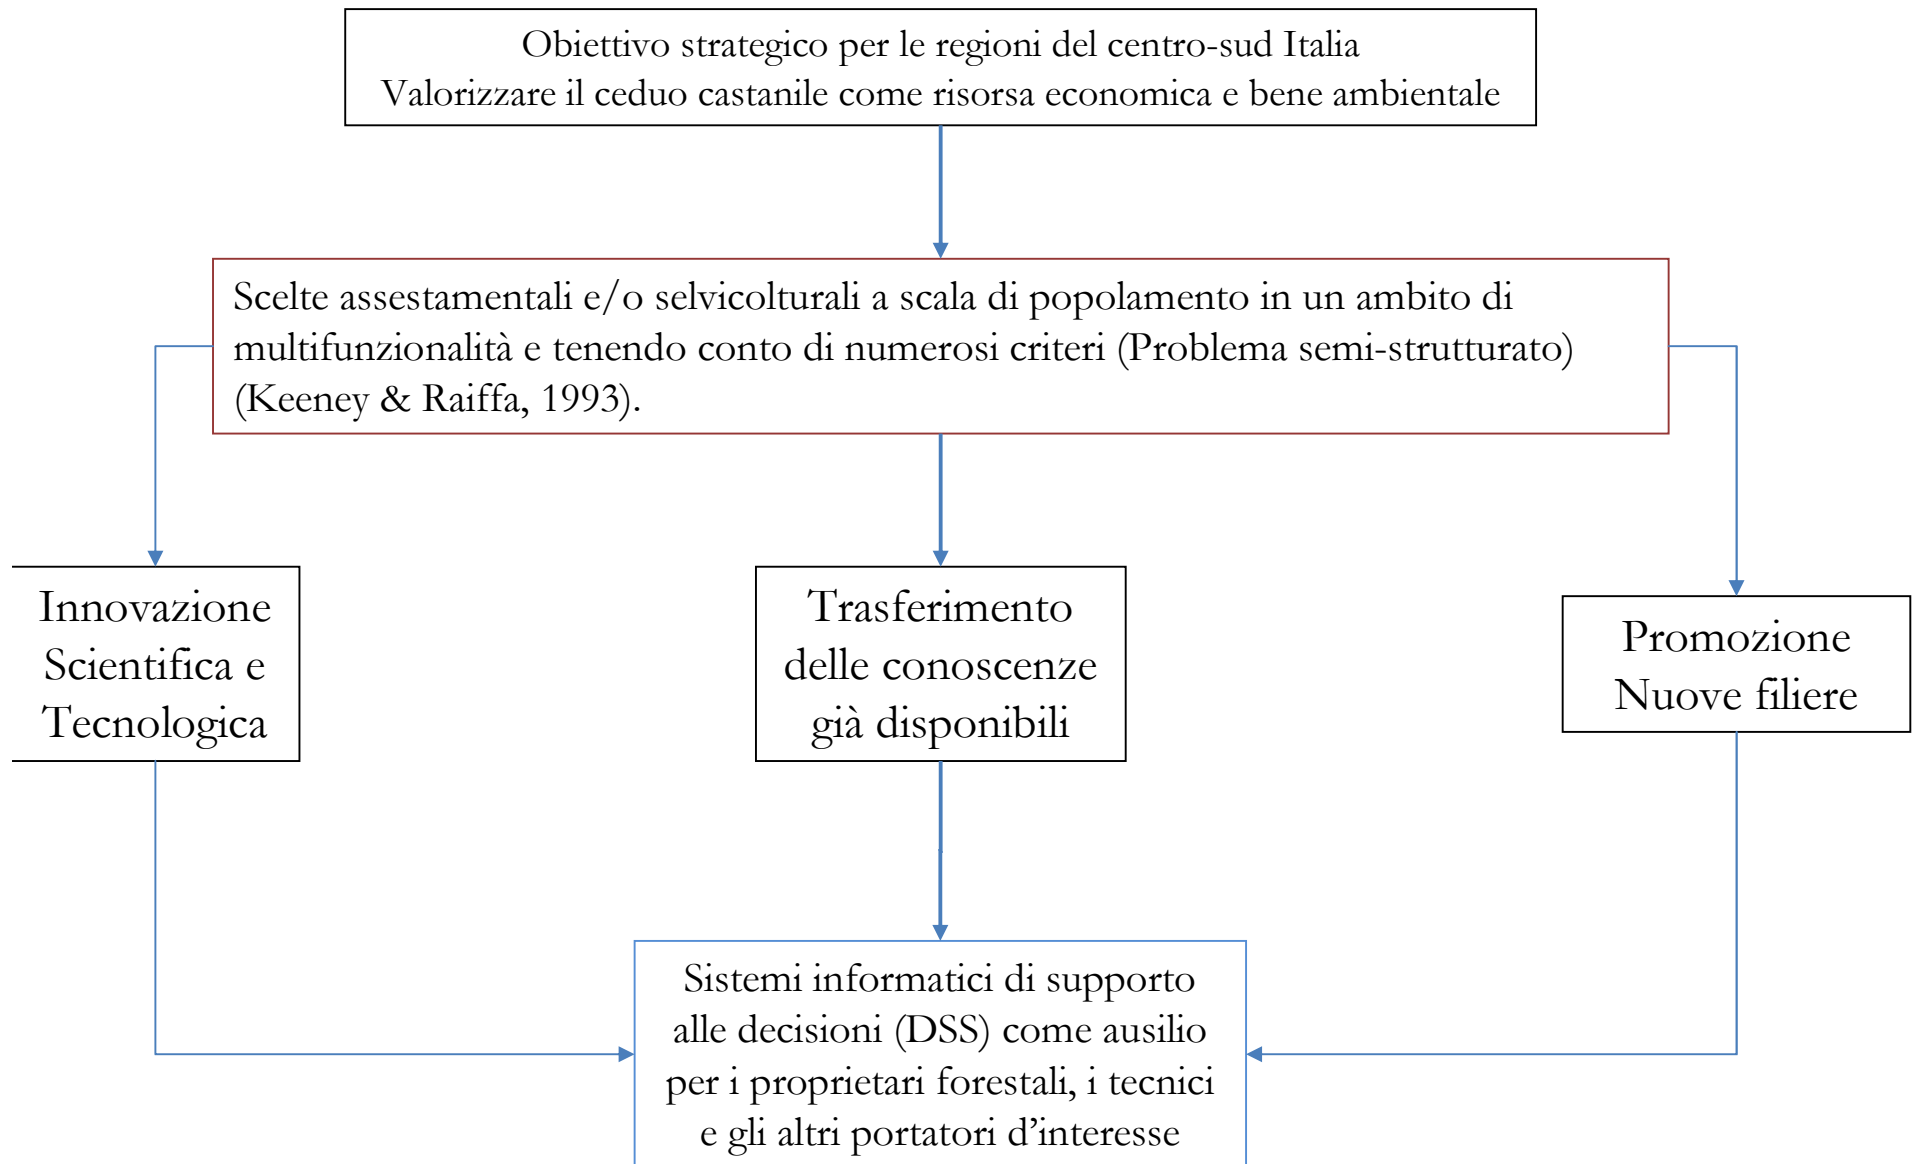 Obiettivo strategico per le regioni del centro-sud Italia
Valorizzare il ceduo castanile come risorsa economica e bene ambientale
Scelte assestamentali e/o selvicolturali a scala di popolamento in un ambito di
multifunzionalità e tenendo conto di numerosi criteri (Problema semi-strutturato)
(Keeney & Raiffa, 1993).
Innovazione
Scientifica e
Tecnologica
Trasferimento
delle conoscenze
già disponibili
Promozione
Nuove filiere
Sistemi informatici di supporto
alle decisioni (DSS) come ausilio
per i proprietari forestali, i tecnici
e gli altri portatori d'interesse